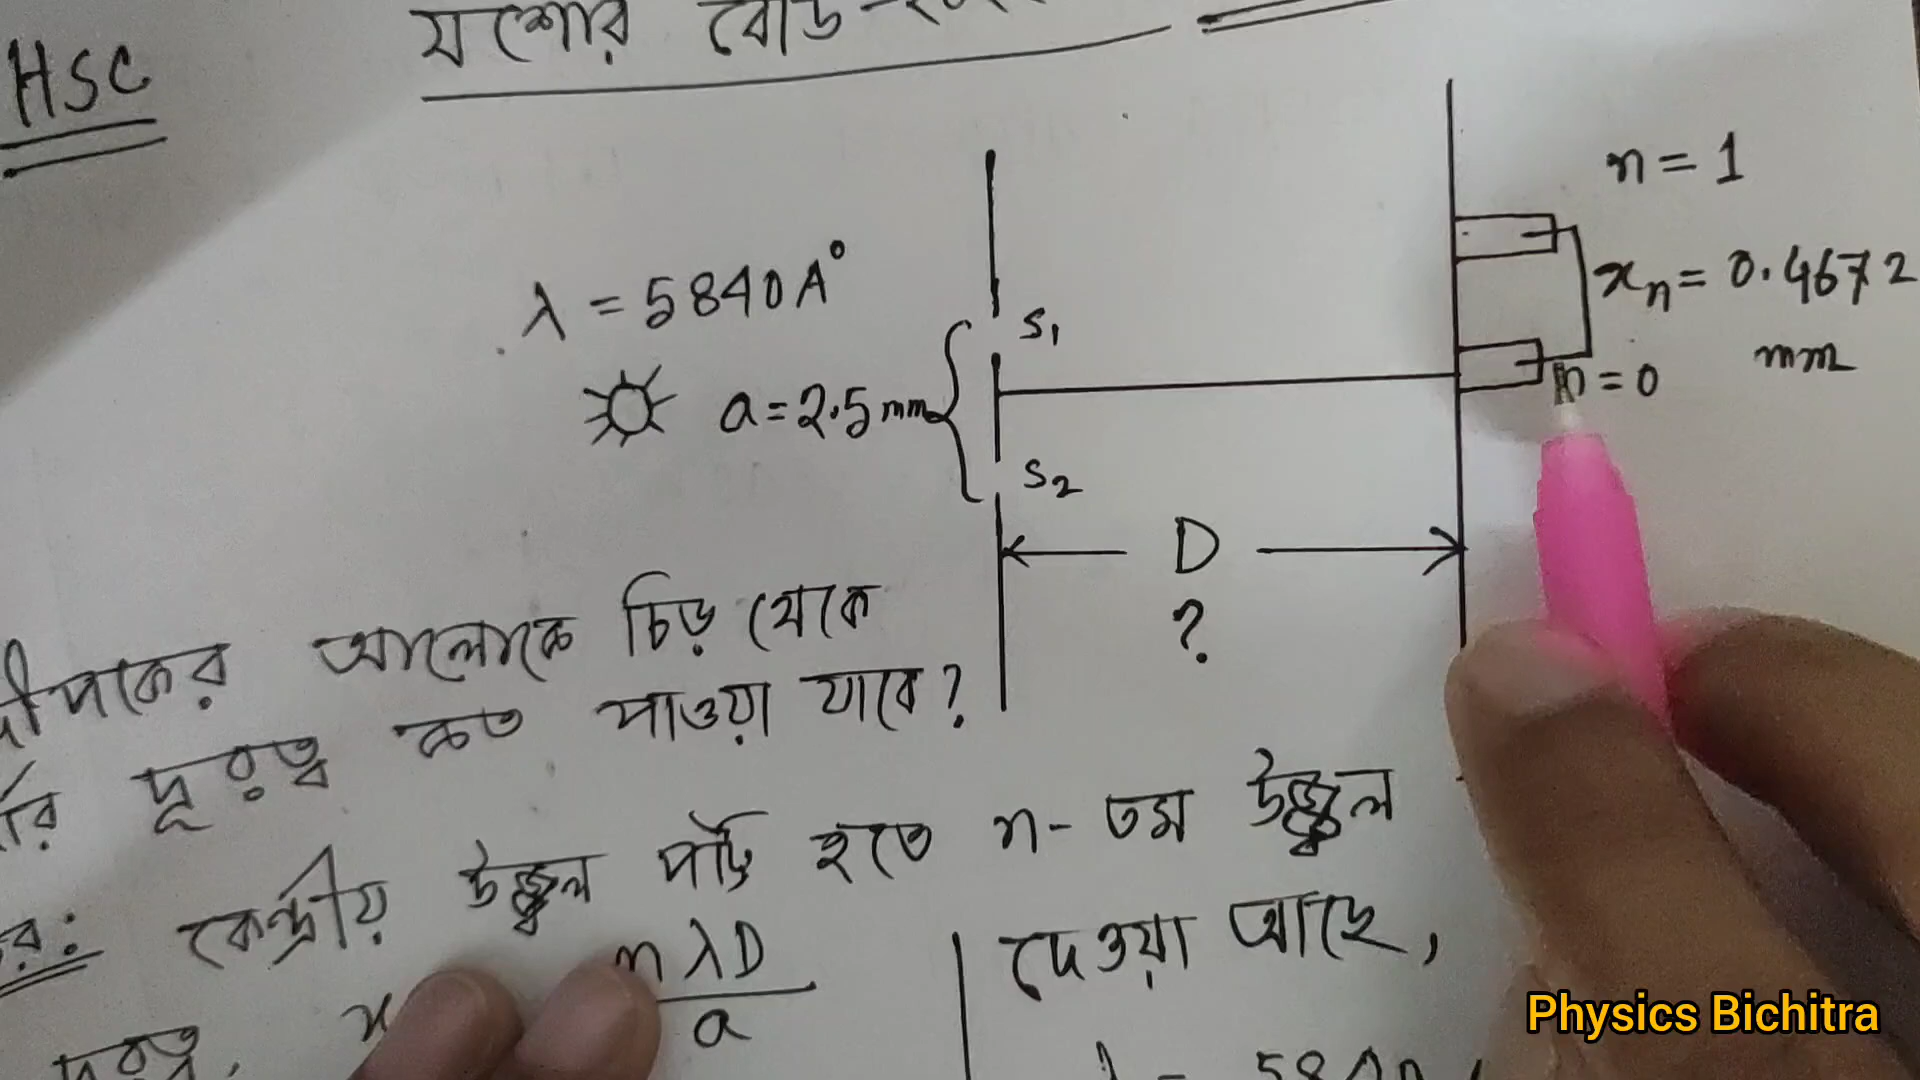 HSC
যশোর বোর্ড
n = 1
λ = 5840 A°
xn = 0.4672
mm
S1
a = 2.5 mm
n = 0
S2
D
?
আলোকে চিড় থেকে
দূরত্ব কত পাওয়া যাবে?
কেন্দ্রীয় উজ্জ্বল পট্টি হতে n-তম উজ্জ্বল
nλD
a
দেওয়া আছে,
Physics Bichitra